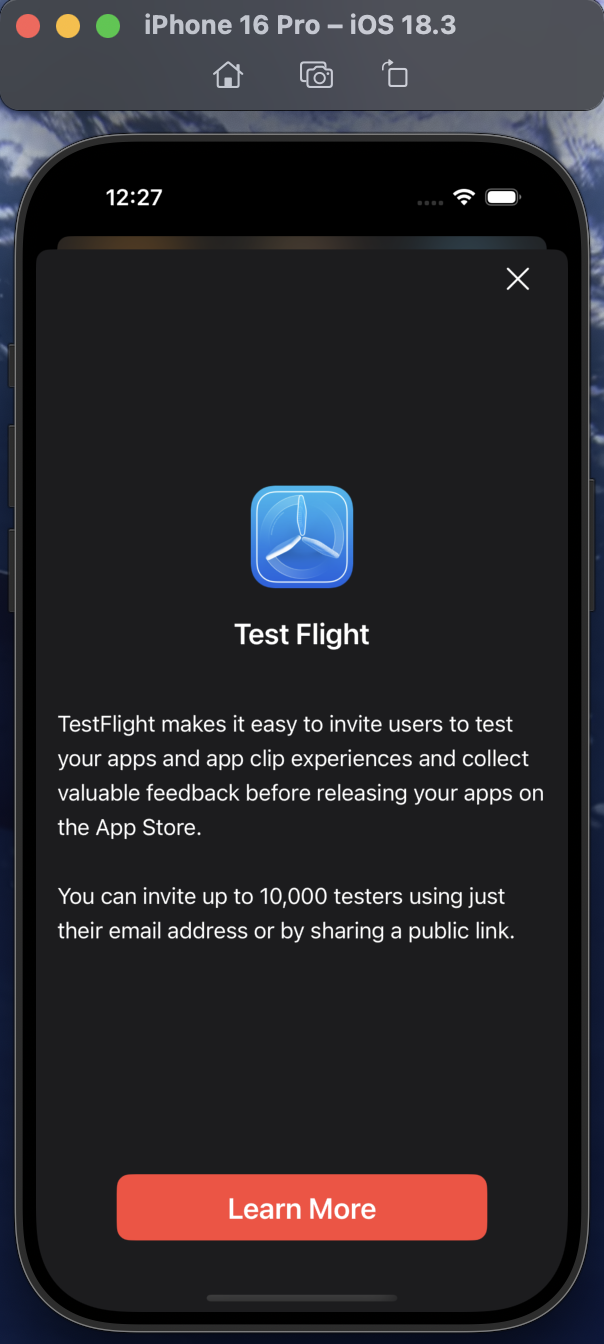 iPhone 16 Pro – iOS 18.3
12:27
Test Flight
TestFlight makes it easy to invite users to test
your apps and app clip experiences and collect
valuable feedback before releasing your apps on
the App Store.
You can invite up to 10,000 testers using just
their email address or by sharing a public link.
Learn More